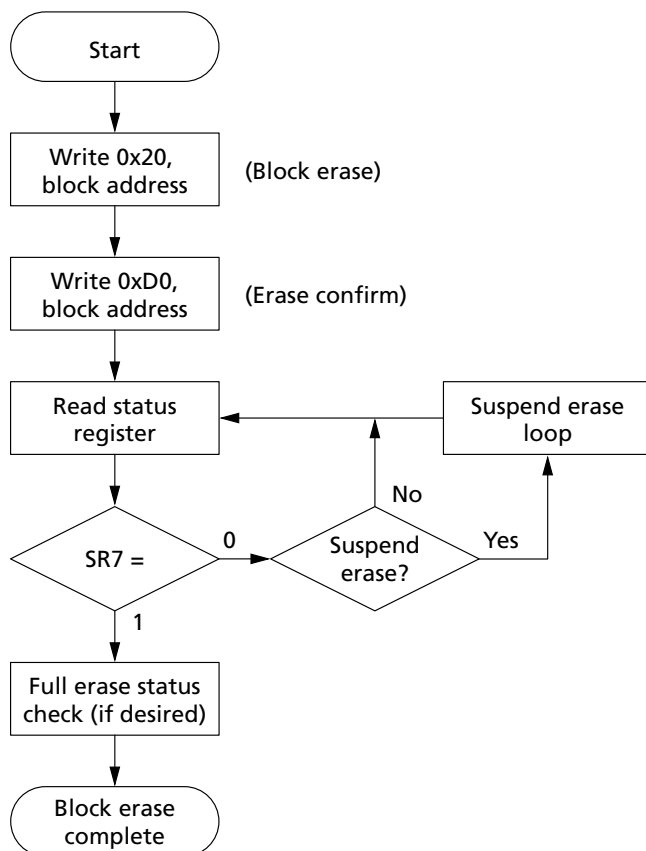 Start
Write 0x20,
block address
(Block erase)
Write 0xD0,
block address
(Erase confirm)
Read status
register
Suspend erase
loop
No
SR7 =
0
Suspend
erase?
Yes
1
Full erase status
check (if desired)
Block erase
complete